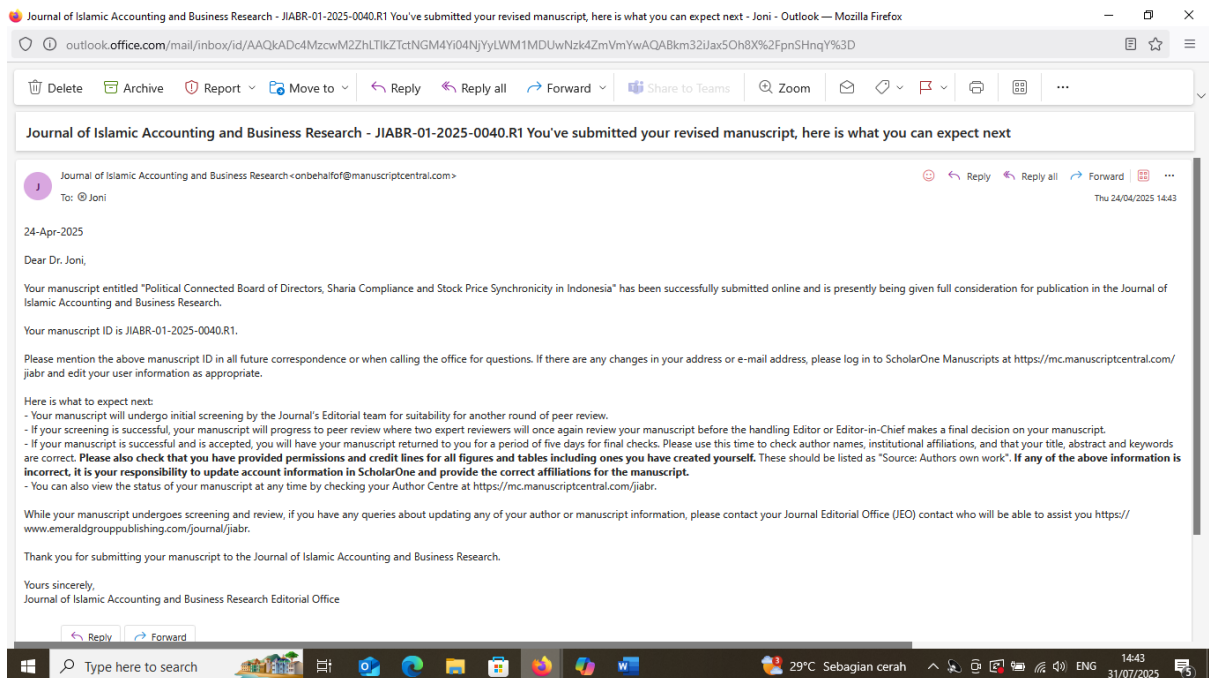 Journal of Islamic Accounting and Business Research - JIABR-01-2025-0040.R1 You've submitted your revised manuscript, here is what you can expect next - Joni - Outlook — Mozilla Firefox
outlook.office.com/mail/inbox/id/AAQkADc4MzcwM2ZhLTlkZTctNGM4Yi04NjYyLWM1MDUwNzk4ZmVmYwAQABkm32iJax5Oh8X%2FpnSHnqY%3D
Delete Archive Report Move to Reply Reply all Forward Share to Teams Zoom
Journal of Islamic Accounting and Business Research - JIABR-01-2025-0040.R1 You've submitted your revised manuscript, here is what you can expect next
J
Journal of Islamic Accounting and Business Research<onbehalfof@manuscriptcentral.com>
Reply Reply all Forward
To: Joni
Thu 24/04/2025 14:43
24-Apr-2025
Dear Dr. Joni,
Your manuscript entitled "Political Connected Board of Directors, Sharia Compliance and Stock Price Synchronicity in Indonesia" has been successfully submitted online and is presently being given full consideration for publication in the Journal of
Islamic Accounting and Business Research.
Your manuscript ID is JIABR-01-2025-0040.R1.
Please mention the above manuscript ID in all future correspondence or when calling the office for questions. If there are any changes in your address or e-mail address, please log in to ScholarOne Manuscripts at https://mc.manuscriptcentral.com/
jiabr and edit your user information as appropriate.
Here is what to expect next:
- Your manuscript will undergo initial screening by the Journal's Editorial team for suitability for another round of peer review.
- If your screening is successful, your manuscript will progress to peer review where two expert reviewers will once again review your manuscript before the handling Editor or Editor-in-Chief makes a final decision on your manuscript.
- If your manuscript is successful and is accepted, you will have your manuscript returned to you for a period of five days for final checks. Please use this time to check author names, institutional affiliations, and that your title, abstract and keywords
are correct. Please also check that you have provided permissions and credit lines for all figures and tables including ones you have created yourself. These should be listed as "Source: Authors own work". If any of the above information is
incorrect, it is your responsibility to update account information in ScholarOne and provide the correct affiliations for the manuscript.
- You can also view the status of your manuscript at any time by checking your Author Centre at https://mc.manuscriptcentral.com/jiabr.
While your manuscript undergoes screening and review, if you have any queries about updating any of your author or manuscript information, please contact your Journal Editorial Office (JEO) contact who will be able to assist you https://
www.emeraldgrouppublishing.com/journal/jiabr.
Thank you for submitting your manuscript to the Journal of Islamic Accounting and Business Research.
Yours sincerely,
Journal of Islamic Accounting and Business Research Editorial Office
Reply Forward
Type here to search
29°C Sebagian cerah
ENG
14:43
31/07/2025
5